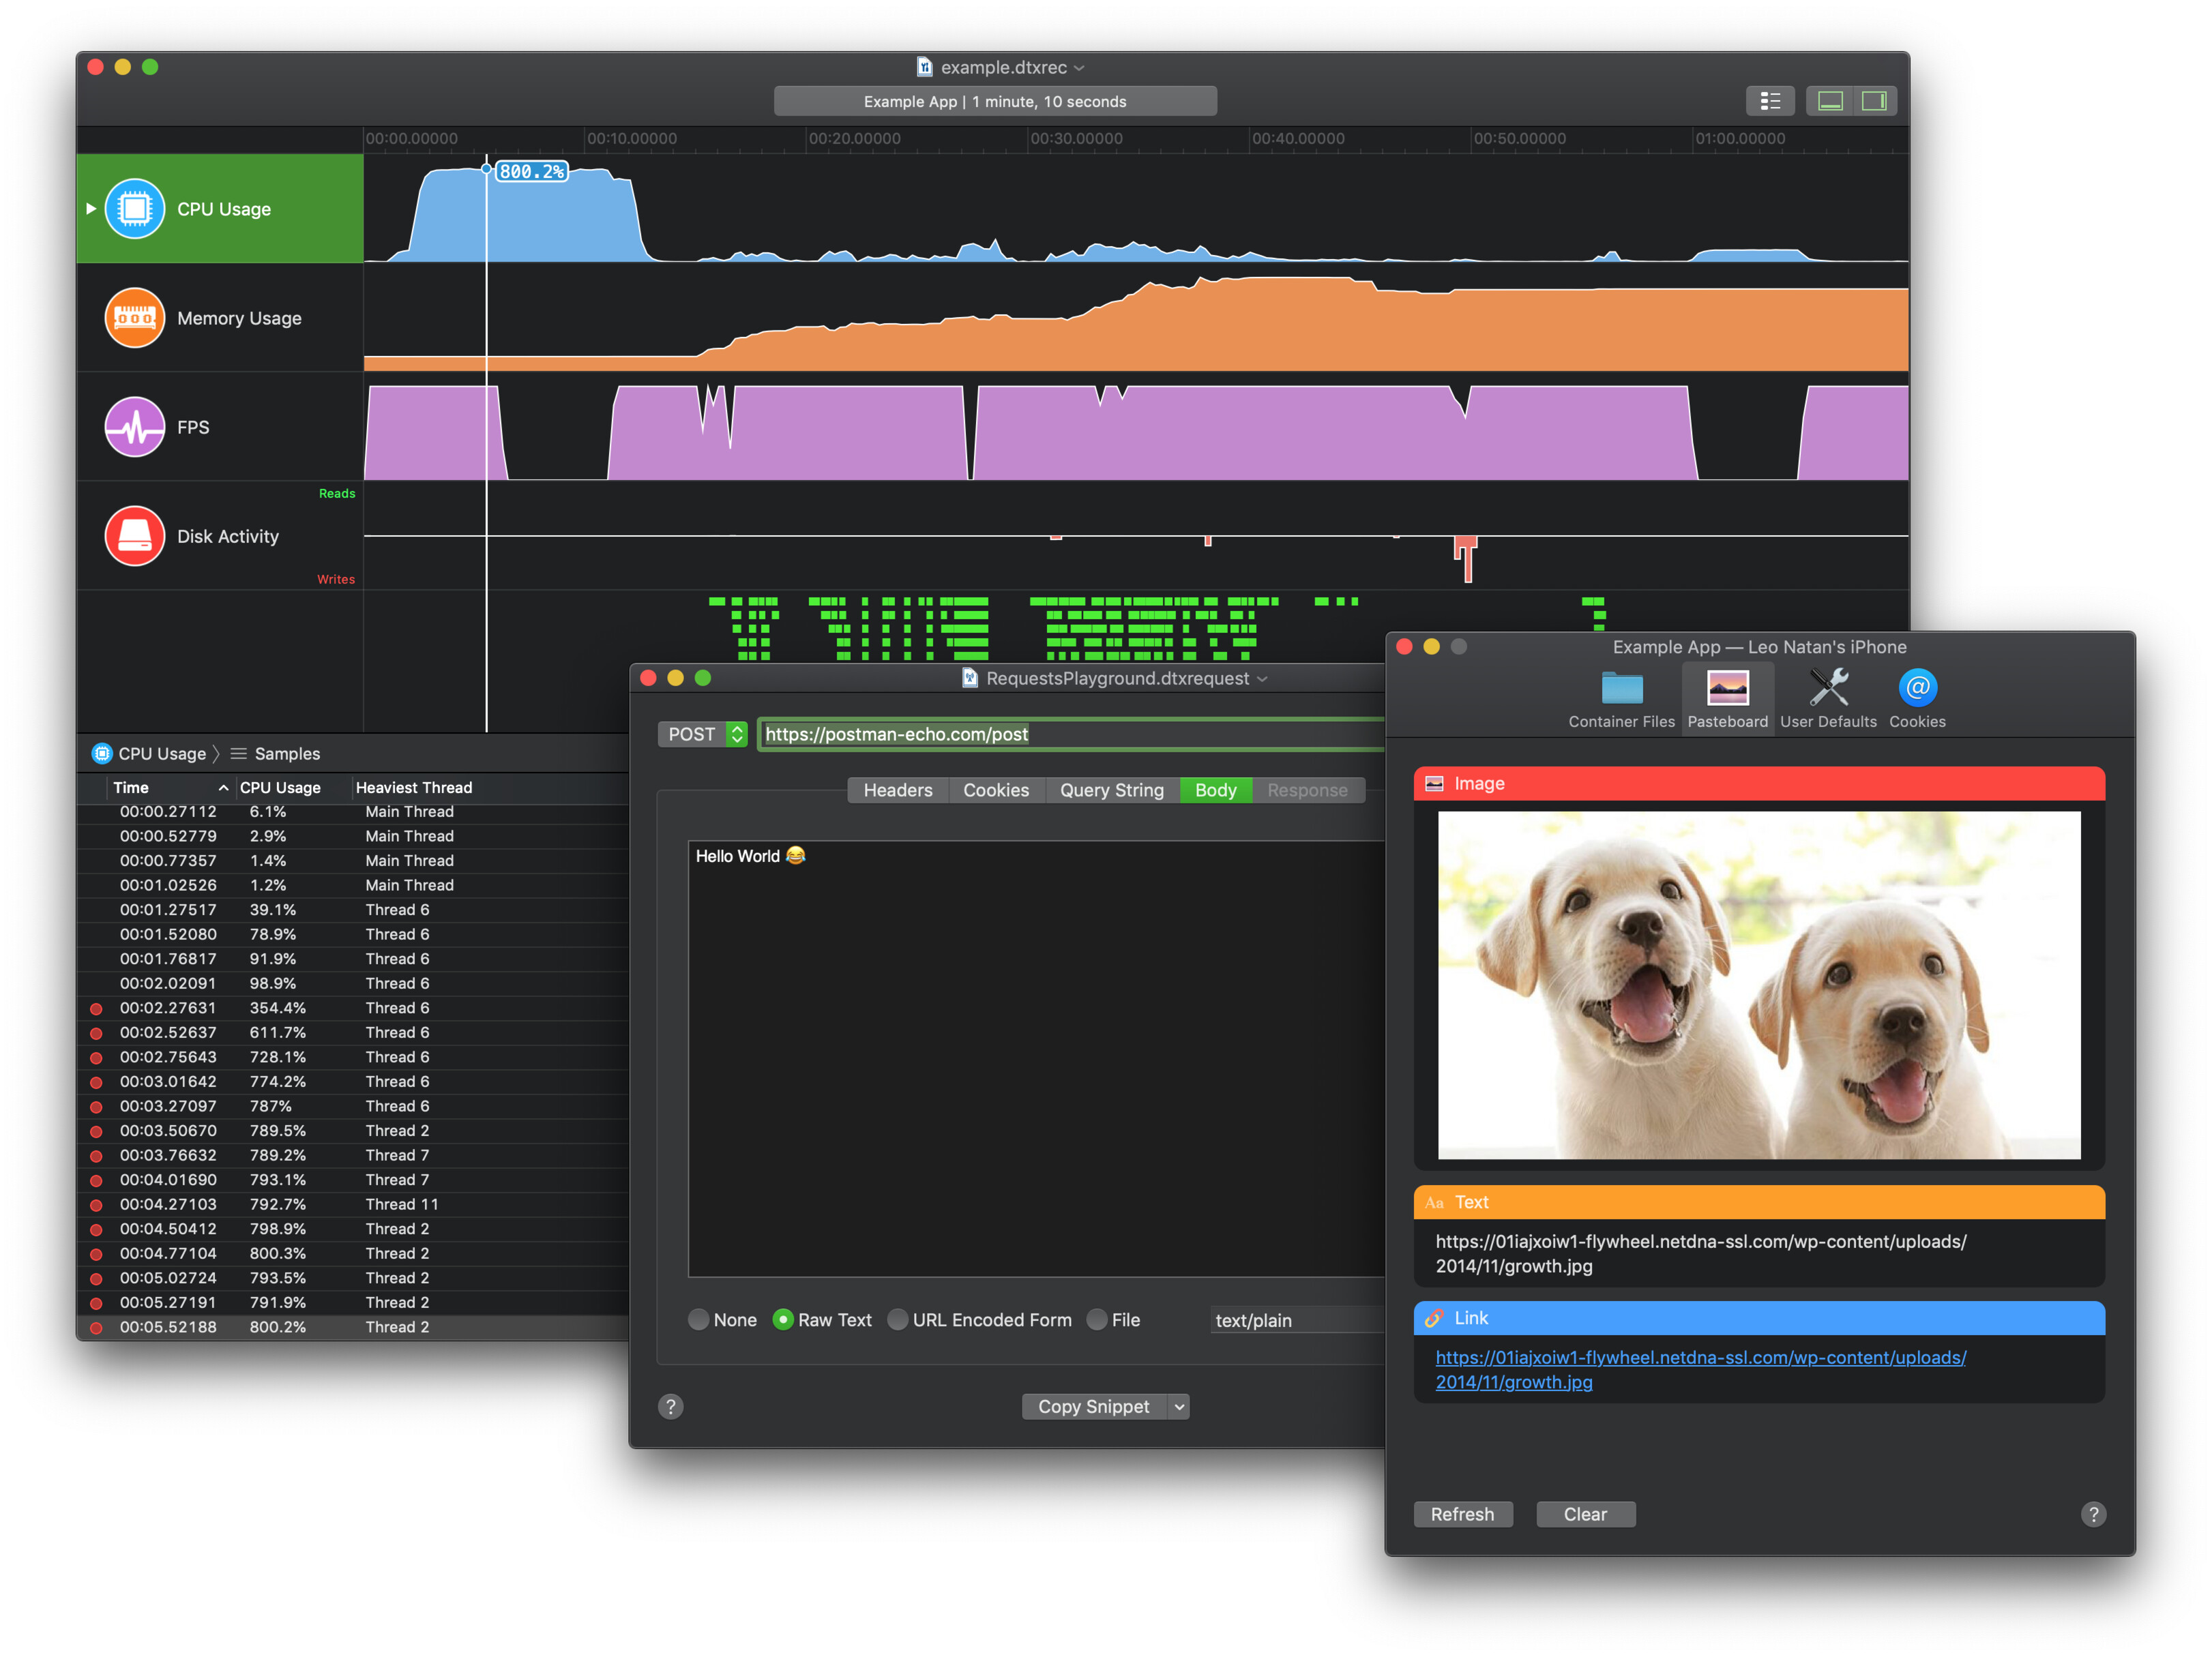 example.dtxrec
Example App | 1 minute, 10 seconds
00:00.00000 00:10.00000 00:20.00000 00:30.00000 00:40.00000 00:50.00000 01:00.00000
CPU Usage
800.2%
Memory Usage
FPS
Reads
Disk Activity
Writes
CPU Usage Samples
Time CPU Usage Heaviest Thread
00:00.27112 6.1% Main Thread
00:00.52779 2.9% Main Thread
00:00.77357 1.4% Main Thread
00:01.02526 1.2% Main Thread
00:01.27517 39.1% Thread 6
00:01.52080 78.9% Thread 6
00:01.76817 91.9% Thread 6
00:02.02091 98.9% Thread 6
00:02.27631 354.4% Thread 6
00:02.52637 611.7% Thread 6
00:02.75643 728.1% Thread 6
00:03.01642 774.2% Thread 6
00:03.27097 787% Thread 6
00:03.50670 789.5% Thread 2
00:03.76632 789.2% Thread 7
00:04.01690 793.1% Thread 7
00:04.27103 792.7% Thread 11
00:04.50412 798.9% Thread 2
00:04.77104 800.3% Thread 2
00:05.02724 793.5% Thread 2
00:05.27191 791.9% Thread 2
00:05.52188 800.2% Thread 2
RequestsPlayground.dtxrequest
POST https://postman-echo.com/post
Headers Cookies Query String Body Response
Hello World 😂
None Raw Text URL Encoded Form File text/plain
? Copy Snippet
Example App — Leo Natan's iPhone
Container Files Pasteboard User Defaults Cookies
Image
Aa Text
https://01iajxoiw1-flywheel.netdna-ssl.com/wp-content/uploads/
2014/11/growth.jpg
Link
https://01iajxoiw1-flywheel.netdna-ssl.com/wp-content/uploads/
2014/11/growth.jpg
Refresh Clear ?